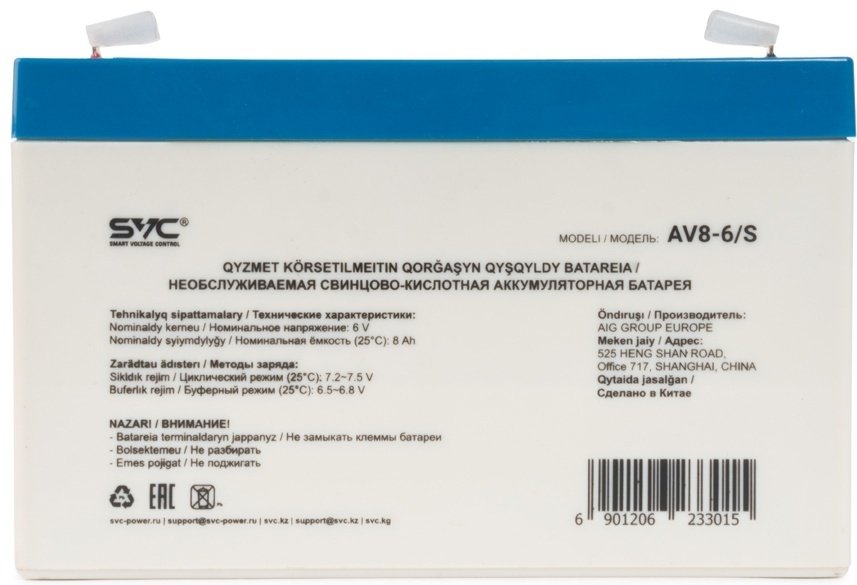 SVC®
SMART VOLTAGE CONTROL
MODELI / МОДЕЛЬ: AV8-6/S
QYZMET KÖRSETILMEITIN QORĞAŞYN QYŞQYLDY BATAREIA /
НЕОБСЛУЖИВАЕМАЯ СВИНЦОВО-КИСЛОТНАЯ АККУМУЛЯТОРНАЯ БАТАРЕЯ
Tehnikalyq sipattamalary / Технические характеристики:
Nominaldy kerneu / Номинальное напряжение: 6 V
Nominaldy syiymdylyğy / Номинальная ёмкость (25°C): 8 Ah
Zarädtau ädısterı / Методы заряда:
Sikldık rejim / Циклический режим (25°C): 7.2~7.5 V
Buferlık rejim / Буферный режим (25°C): 6.5~6.8 V
NAZAR! / ВНИМАНИЕ!
- Batareia terminaldaryn jappanyz / Не замыкать клеммы батареи
- Bolsektemeu / Не разбирать
- Emes pojigat / Не поджигать
Öndıruşı / Производитель:
AIG GROUP EUROPE
Meken jaiy / Адрес:
525 HENG SHAN ROAD,
Office 717, SHANGHAI, CHINA
Qytaida jasalğan /
Сделано в Китае
EAC Pb
svc-power.ru | support@svc-power.ru | svc.kz | support@svc.kz | svc.kg
6 901206 233015